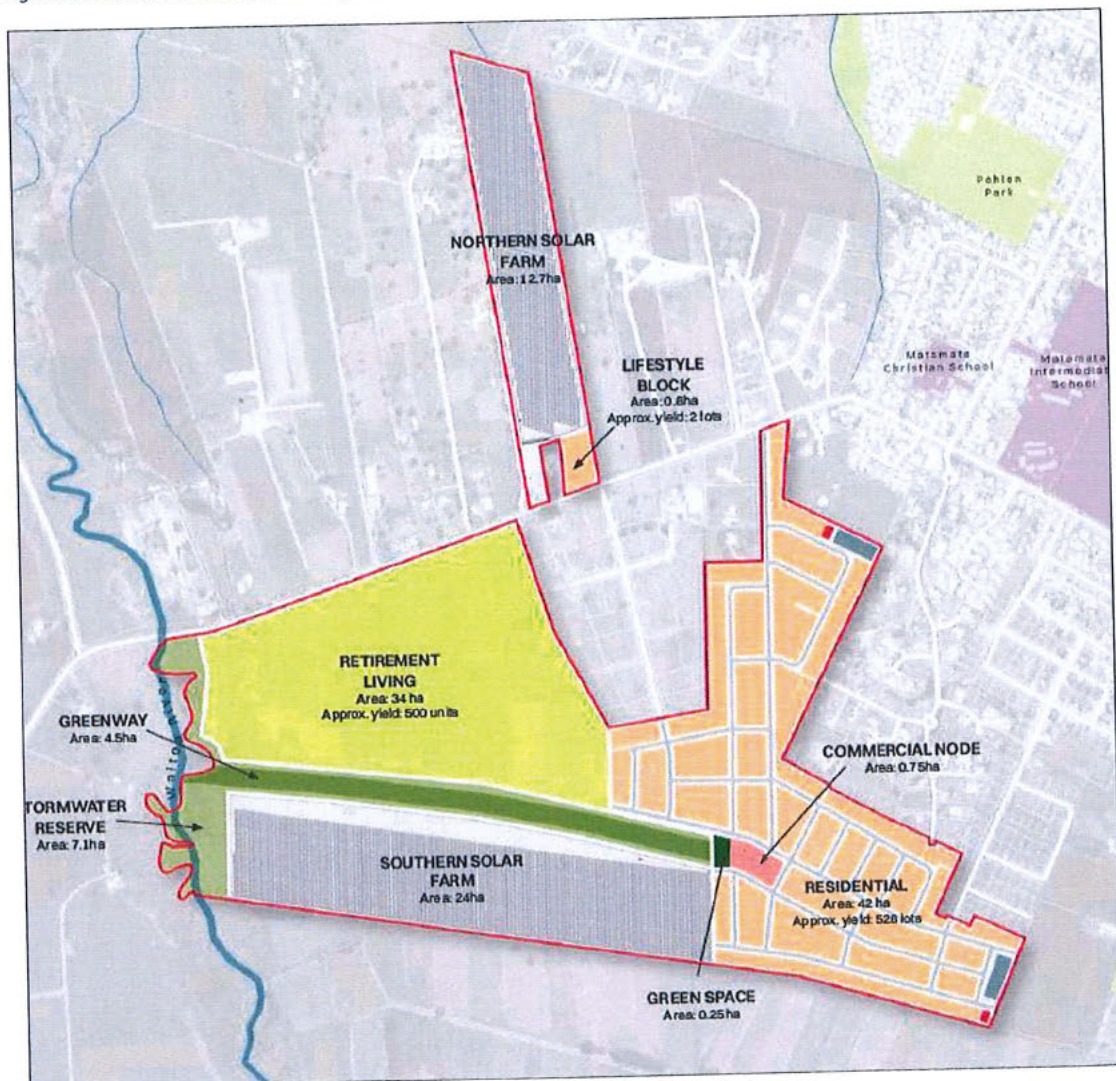 Pohlen
Park
NORTHERN SOLAR
FARM
Area: 12.7ha
Matamata
Christian School
Matamata
Intermediat
School
LIFESTYLE
BLOCK
Area: 0.8ha
Approx. yield: 2 lots
RETIREMENT
LIVING
Area: 34 ha
Approx. yield: 500 units
GREENWAY
Area: 4.5ha
COMMERCIAL NODE
Area: 0.75ha
TORMWATER
RESERVE
Area: 7.1ha
SOUTHERN SOLAR
FARM
Area: 24ha
RESIDENTIAL
Area: 42 ha
Approx. yield: 528 lots
GREEN SPACE
Area: 0.25ha